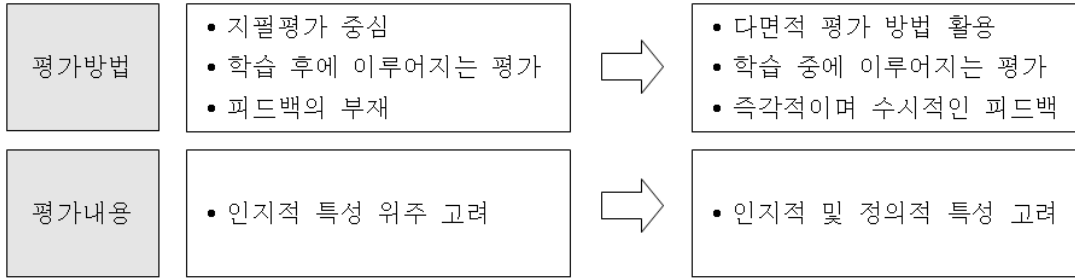 평가방법
• 지필평가 중심
• 학습 후에 이루어지는 평가
• 피드백의 부재
• 다면적 평가 방법 활용
• 학습 중에 이루어지는 평가
• 즉각적이며 수시적인 피드백
평가내용
• 인지적 특성 위주 고려
• 인지적 및 정의적 특성 고려